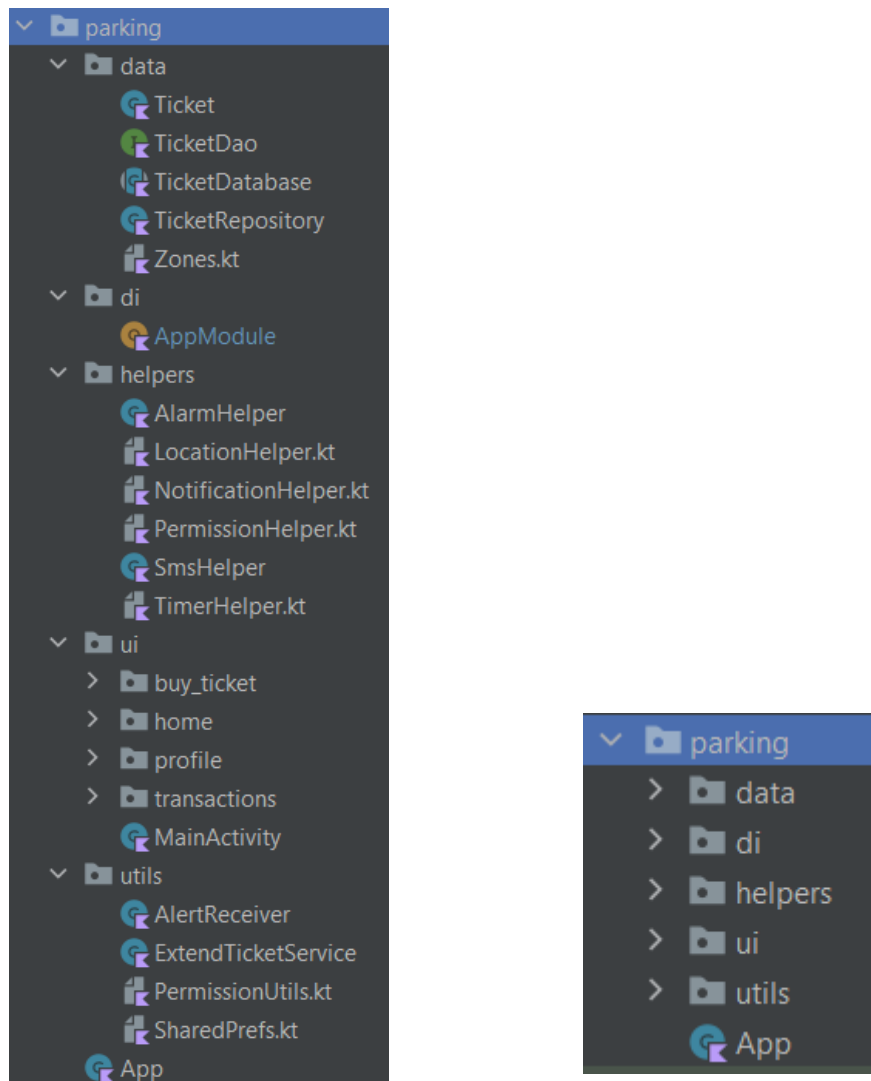 parking
data
Ticket
TicketDao
TicketDatabase
TicketRepository
Zones.kt
di
AppModule
helpers
AlarmHelper
LocationHelper.kt
NotificationHelper.kt
PermissionHelper.kt
SmsHelper
TimerHelper.kt
ui
buy_ticket
home
profile
transactions
MainActivity
utils
AlertReceiver
ExtendTicketService
PermissionUtils.kt
SharedPrefs.kt
App
parking
data
di
helpers
ui
utils
App